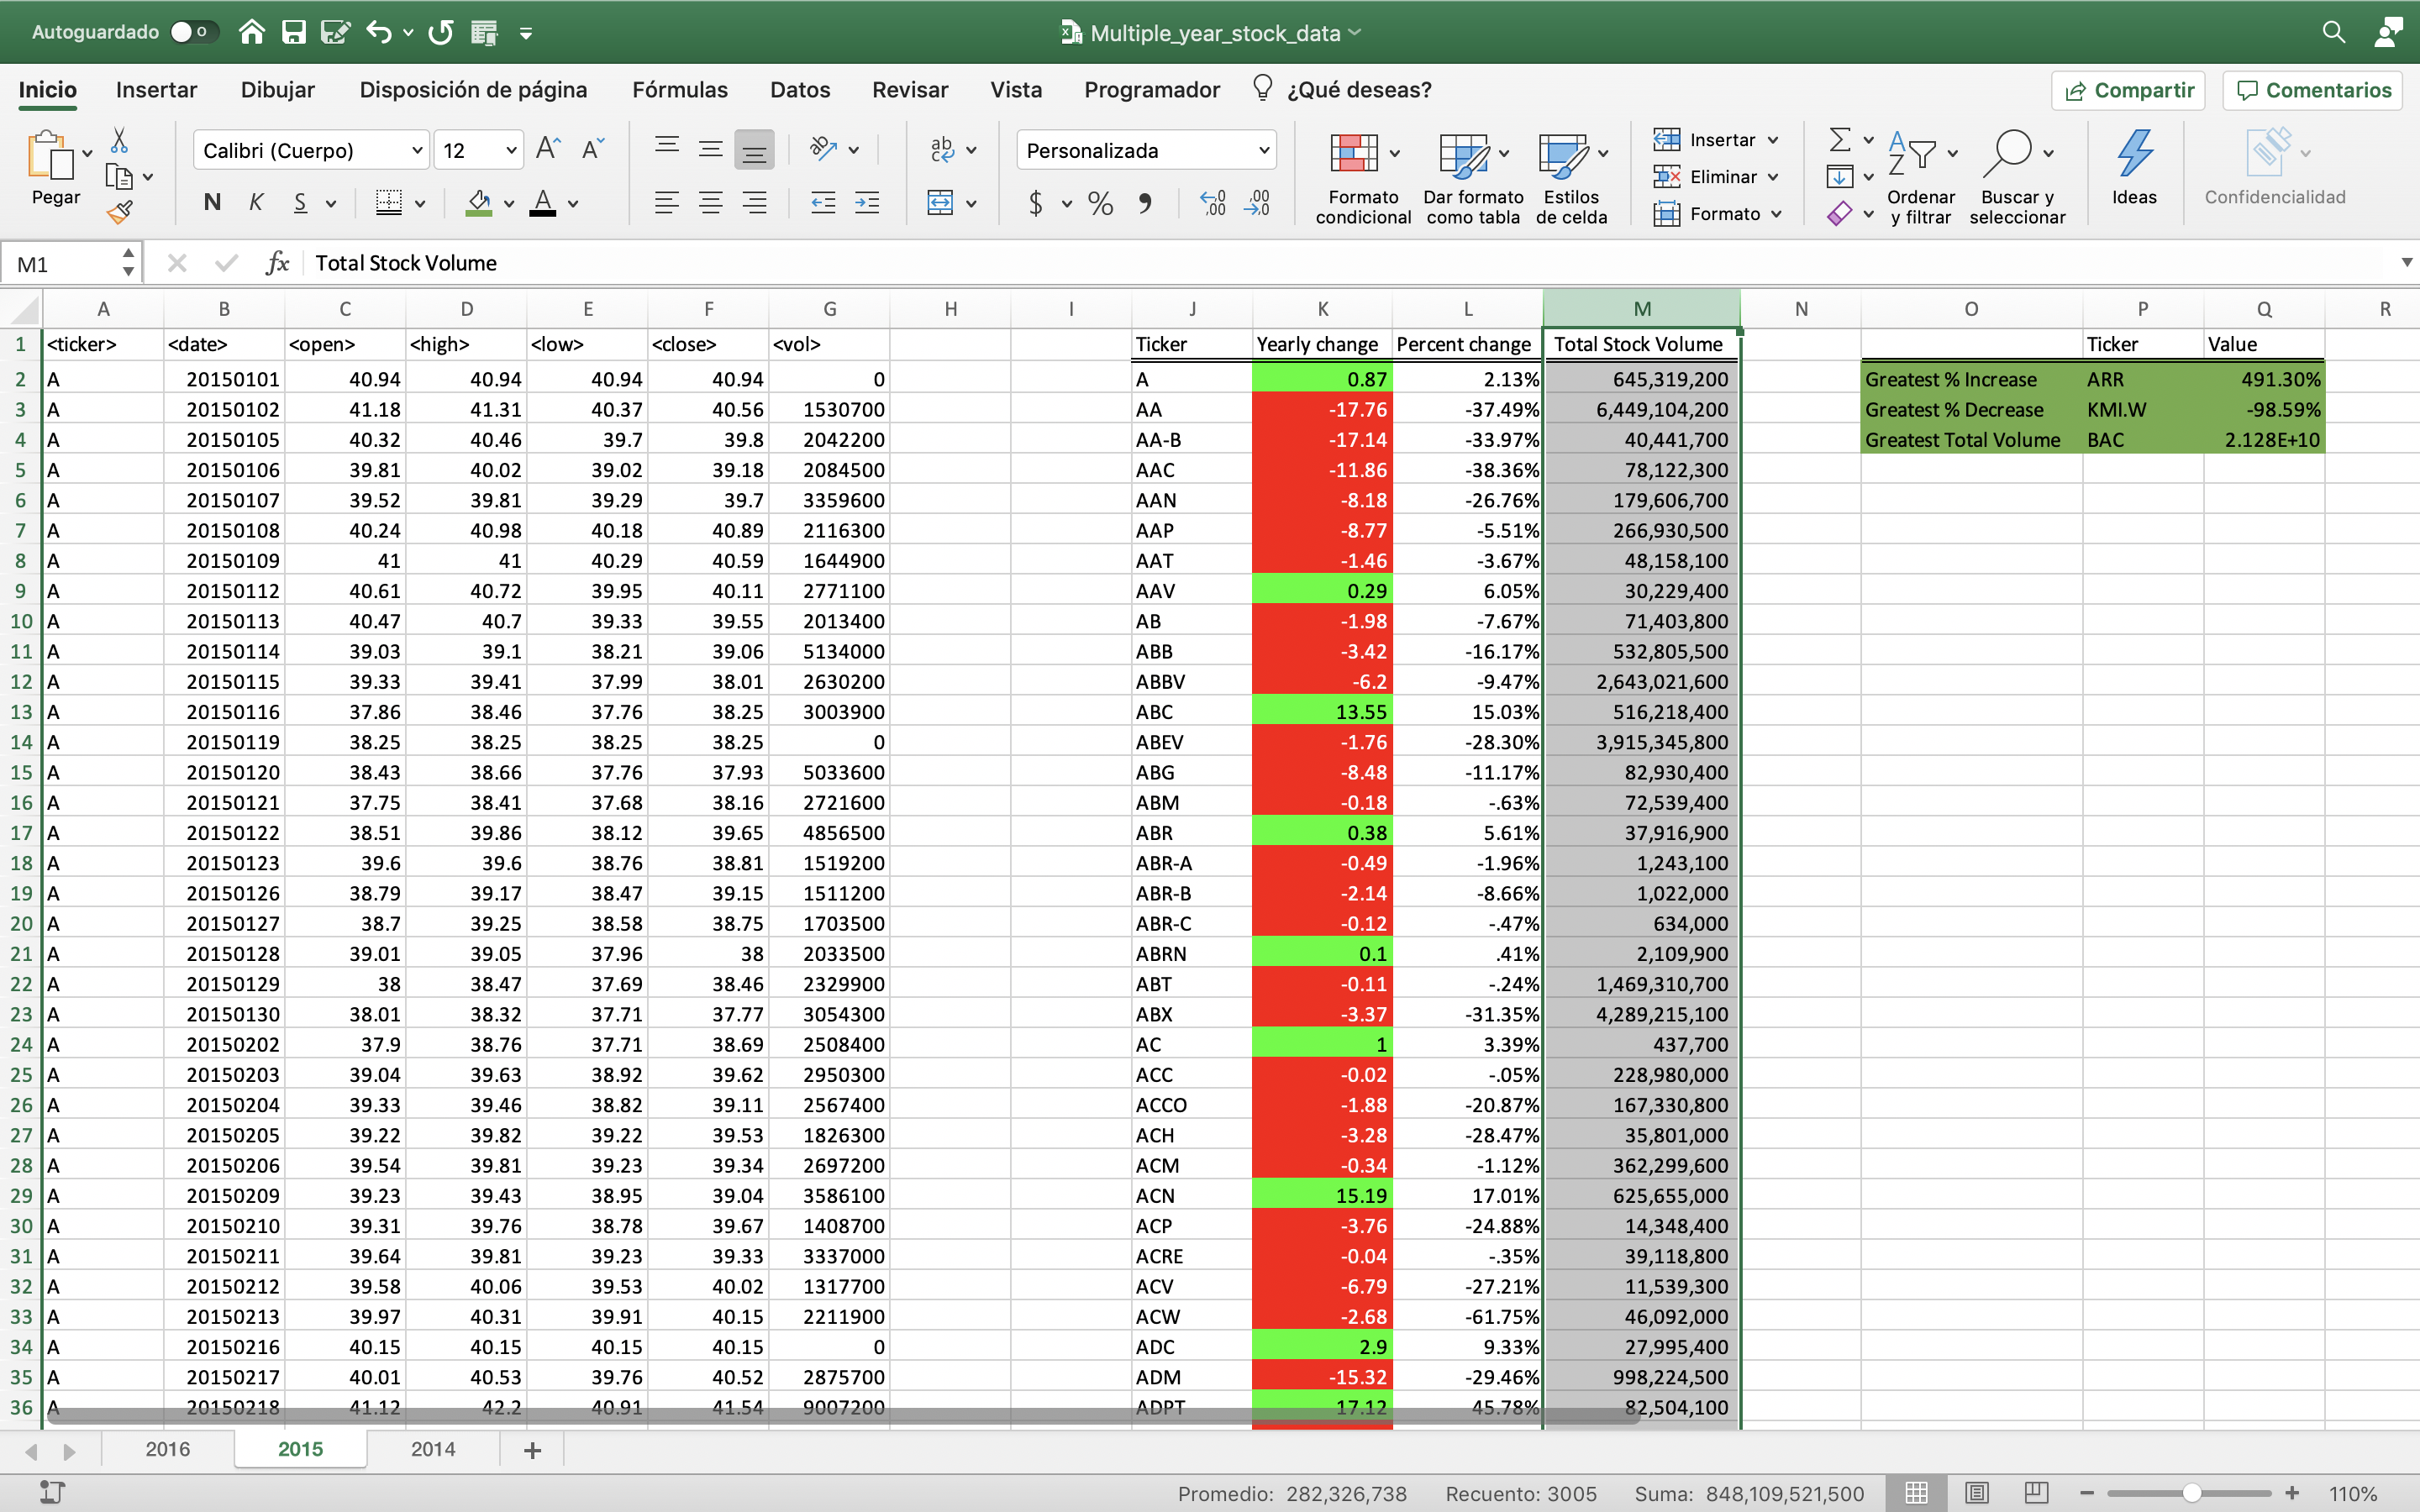 Autoguardado
Multiple_year_stock_data
Inicio Insertar Dibujar Disposición de página Fórmulas Datos Revisar Vista Programador ¿Qué deseas? Compartir Comentarios
Pegar
Calibri (Cuerpo) 12 A A
N K S A
ab c
Personalizada
$ % ,00 ,00
Formato condicional
Dar formato como tabla
Estilos de celda
Insertar
Eliminar
Formato
Ordenar y filtrar
Buscar y seleccionar
Ideas
Confidencialidad
M1 fx Total Stock Volume
A B C D E F G H I J K L M N O P Q R
1 <ticker> <date> <open> <high> <low> <close> <vol> Ticker Yearly change Percent change Total Stock Volume Ticker Value
2 A 20150101 40.94 40.94 40.94 40.94 0 A 0.87 2.13% 645,319,200 Greatest % Increase ARR 491.30%
3 A 20150102 41.18 41.31 40.37 40.56 1530700 AA -17.76 -37.49% 6,449,104,200 Greatest % Decrease KMI.W -98.59%
4 A 20150105 40.32 40.46 39.7 39.8 2042200 AA-B -17.14 -33.97% 40,441,700 Greatest Total Volume BAC 2.128E+10
5 A 20150106 39.81 40.02 39.02 39.18 2084500 AAC -11.86 -38.36% 78,122,300
6 A 20150107 39.52 39.81 39.29 39.7 3359600 AAN -8.18 -26.76% 179,606,700
7 A 20150108 40.24 40.98 40.18 40.89 2116300 AAP -8.77 -5.51% 266,930,500
8 A 20150109 41 41 40.29 40.59 1644900 AAT -1.46 -3.67% 48,158,100
9 A 20150112 40.61 40.72 39.95 40.11 2771100 AAV 0.29 6.05% 30,229,400
10 A 20150113 40.47 40.7 39.33 39.55 2013400 AB -1.98 -7.67% 71,403,800
11 A 20150114 39.03 39.1 38.21 39.06 5134000 ABB -3.42 -16.17% 532,805,500
12 A 20150115 39.33 39.41 37.99 38.01 2630200 ABBV -6.2 -9.47% 2,643,021,600
13 A 20150116 37.86 38.46 37.76 38.25 3003900 ABC 13.55 15.03% 516,218,400
14 A 20150119 38.25 38.25 38.25 38.25 0 ABEV -1.76 -28.30% 3,915,345,800
15 A 20150120 38.43 38.66 37.76 37.93 5033600 ABG -8.48 -11.17% 82,930,400
16 A 20150121 37.75 38.41 37.68 38.16 2721600 ABM -0.18 -.63% 72,539,400
17 A 20150122 38.51 39.86 38.12 39.65 4856500 ABR 0.38 5.61% 37,916,900
18 A 20150123 39.6 39.6 38.76 38.81 1519200 ABR-A -0.49 -1.96% 1,243,100
19 A 20150126 38.79 39.17 38.47 39.15 1511200 ABR-B -2.14 -8.66% 1,022,000
20 A 20150127 38.7 39.25 38.58 38.75 1703500 ABR-C -0.12 -.47% 634,000
21 A 20150128 39.01 39.05 37.96 38 2033500 ABRN 0.1 .41% 2,109,900
22 A 20150129 38 38.47 37.69 38.46 2329900 ABT -0.11 -.24% 1,469,310,700
23 A 20150130 38.01 38.32 37.71 37.77 3054300 ABX -3.37 -31.35% 4,289,215,100
24 A 20150202 37.9 38.76 37.71 38.69 2508400 AC 1 3.39% 437,700
25 A 20150203 39.04 39.63 38.92 39.62 2950300 ACC -0.02 -.05% 228,980,000
26 A 20150204 39.33 39.46 38.82 39.11 2567400 ACCO -1.88 -20.87% 167,330,800
27 A 20150205 39.22 39.82 39.22 39.53 1826300 ACH -3.28 -28.47% 35,801,000
28 A 20150206 39.54 39.81 39.23 39.34 2697200 ACM -0.34 -1.12% 362,299,600
29 A 20150209 39.23 39.43 38.95 39.04 3586100 ACN 15.19 17.01% 625,655,000
30 A 20150210 39.31 39.76 38.78 39.67 1408700 ACP -3.76 -24.88% 14,348,400
31 A 20150211 39.64 39.81 39.23 39.33 3337000 ACRE -0.04 -.35% 39,118,800
32 A 20150212 39.58 40.06 39.53 40.02 1317700 ACV -6.79 -27.21% 11,539,300
33 A 20150213 39.97 40.31 39.91 40.15 2211900 ACW -2.68 -61.75% 46,092,000
34 A 20150216 40.15 40.15 40.15 40.15 0 ADC 2.9 9.33% 27,995,400
35 A 20150217 40.01 40.53 39.76 40.52 2875700 ADM -15.32 -29.46% 998,224,500
36 A 20150218 41.12 42.2 40.91 41.54 9007200 ADPT 17.12 45.78% 82,504,100
2016 2015 2014 +
Promedio: 282,326,738 Recuento: 3005 Suma: 848,109,521,500 110%